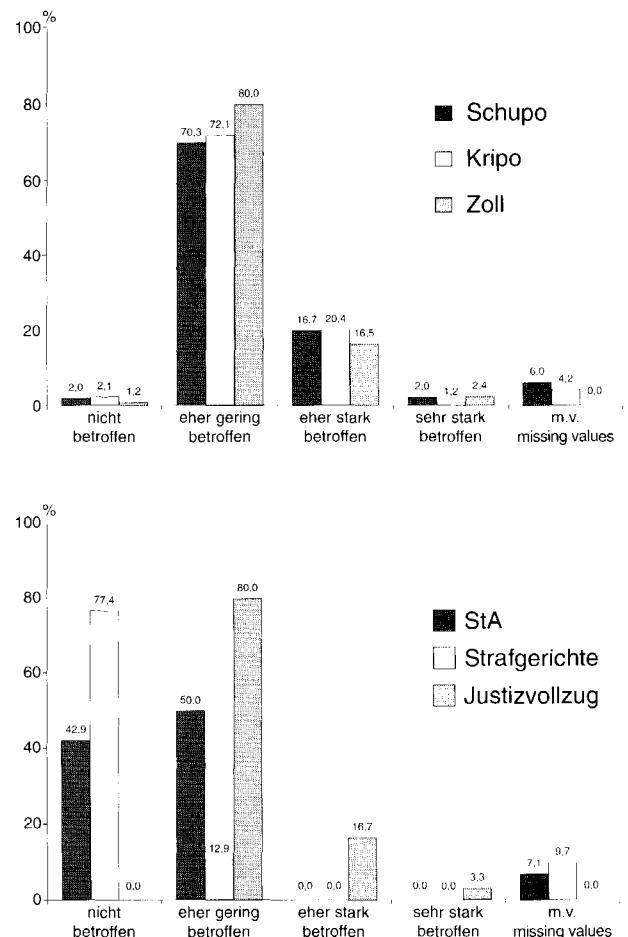 %
100
80
60
40
20
0
70,3
72,1
80,0
2,0
2,1
1,2
16,7
20,4
16,5
2,0
1,2
2,4
6,0
4,2
0,0
Schupo
Kripo
Zoll
nicht
betroffen
eher gering
betroffen
eher stark
betroffen
sehr stark
betroffen
m.v.
missing values
%
100
80
60
40
20
0
42,9
77,4
0,0
50,0
12,9
80,0
0,0
0,0
16,7
0,0
0,0
3,3
7,1
9,7
0,0
StA
Strafgerichte
Justizvollzug
nicht
betroffen
eher gering
betroffen
eher stark
betroffen
sehr stark
betroffen
m.v.
missing values